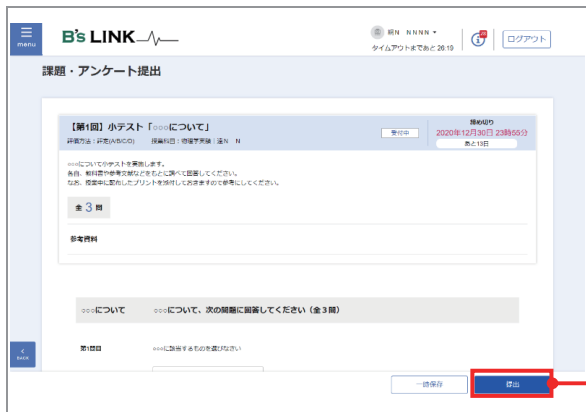 menu
B's LINK
タイムアウトまであと 26:19
ログアウト
課題・アンケート提出
【第1回】小テスト「○○○について」
受付中
締め切り
2020年12月30日 23時55分
あと13日
評価方法：評定(A/B/C/D)
○○○について小テストを実施します。
各自、教科書や参考文献などをもとに調べて回答してください。
なお、授業中に配布したプリントを添付しておきますので参考にしてください。
全 3 問
参考資料
○○○について ○○○について、次の問題に回答してください（全3問）
第1問目 ○○○に該当するものを選びなさい
BACK
一時保存
提出